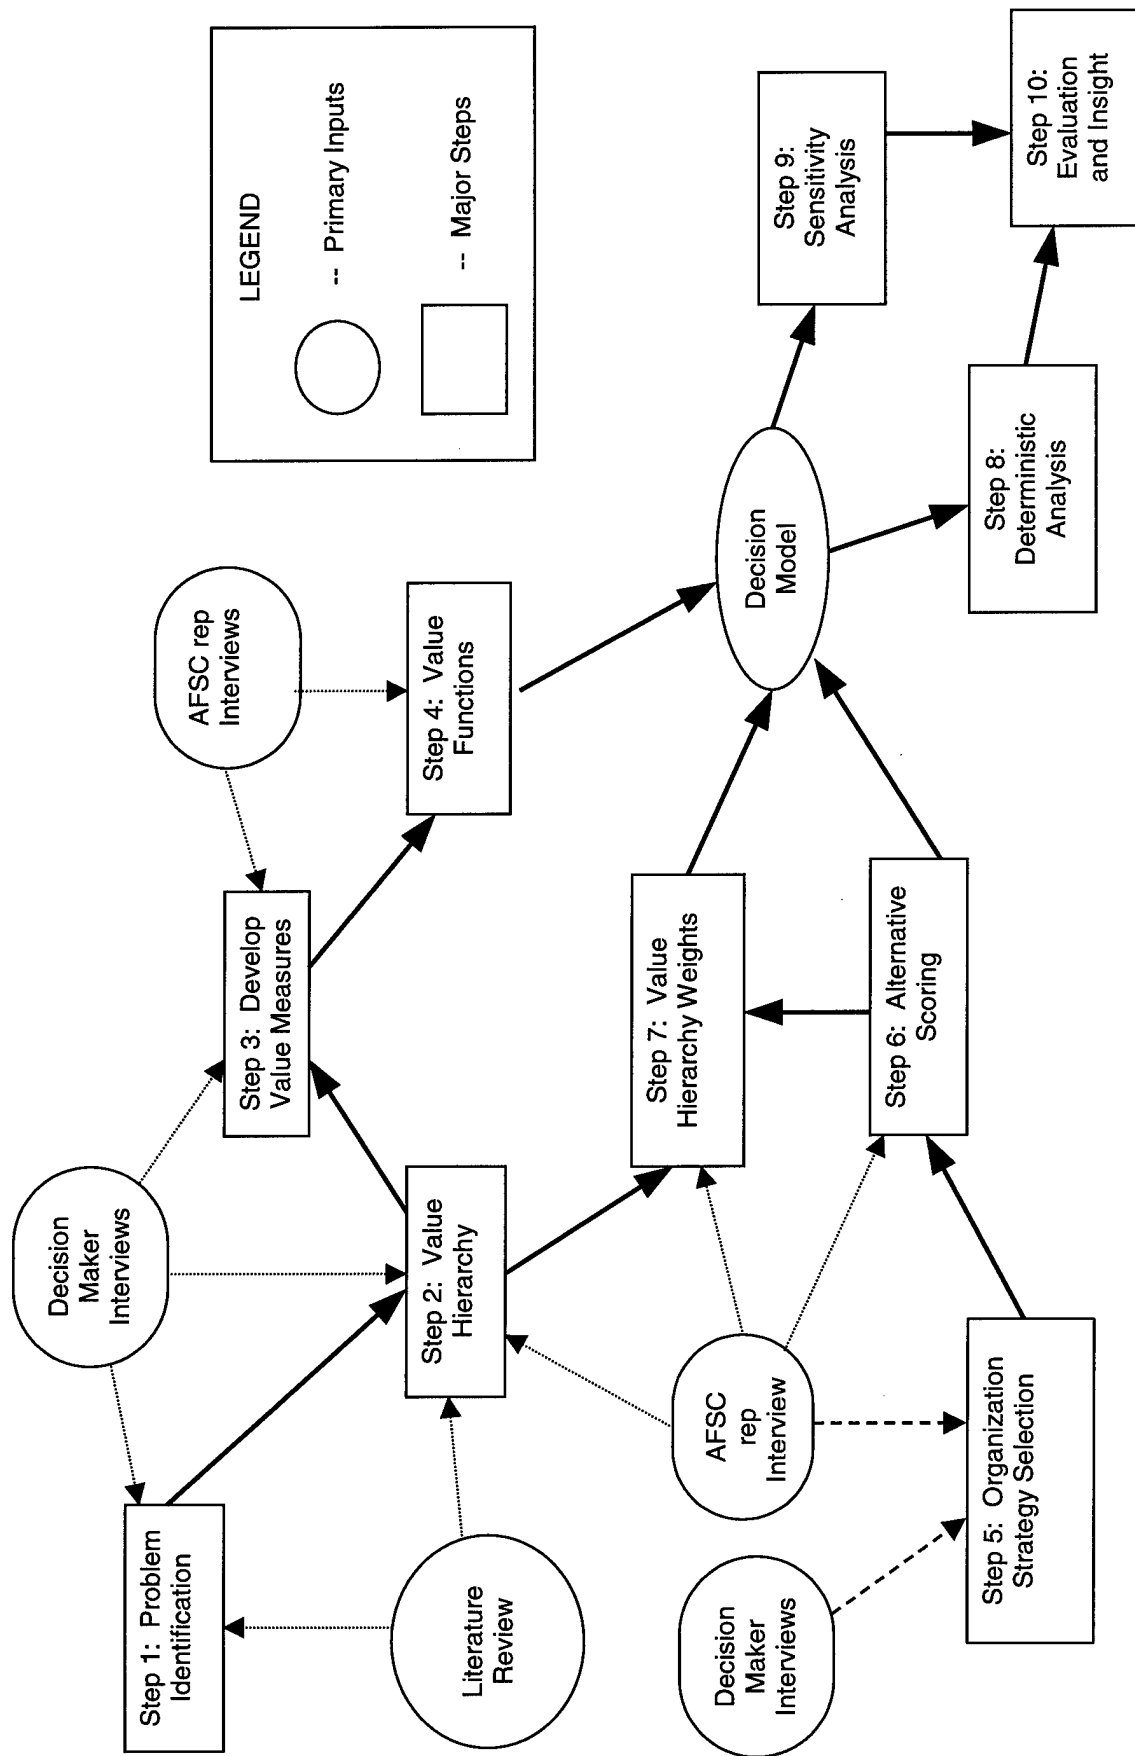 Decision
Maker
Interviews
AFSC rep
Interviews
LEGEND
-- Primary Inputs
-- Major Steps
Step 1: Problem
Identification
Step 3: Develop
Value Measures
Step 2: Value
Hierarchy
Step 4: Value
Functions
Literature
Review
AFSC
rep
Interview
Step 7: Value
Hierarchy Weights
Decision
Model
Step 9:
Sensitivity
Analysis
Decision
Maker
Interviews
Step 5: Organization
Strategy Selection
Step 6: Alternative
Scoring
Step 8:
Deterministic
Analysis
Step 10:
Evaluation
and Insight